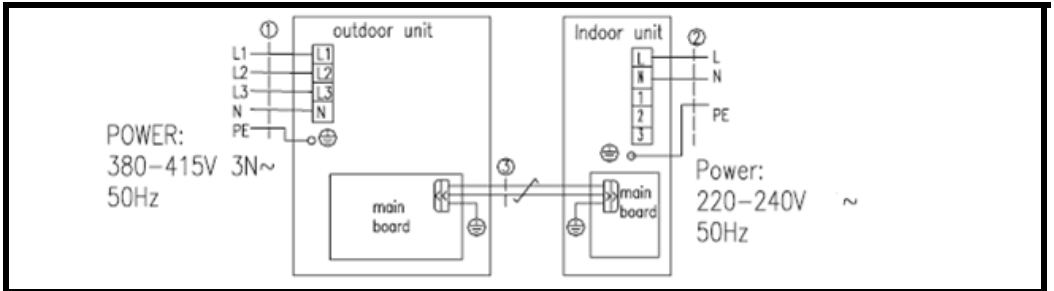 ①
outdoor unit
L1 L1
L2 L2
L3 L3
N N
PE
POWER:
380-415V 3N~
50Hz
main
board
③
Indoor unit
②
L L
N N
1
2
3
PE
main
board
Power:
220-240V ~
50Hz